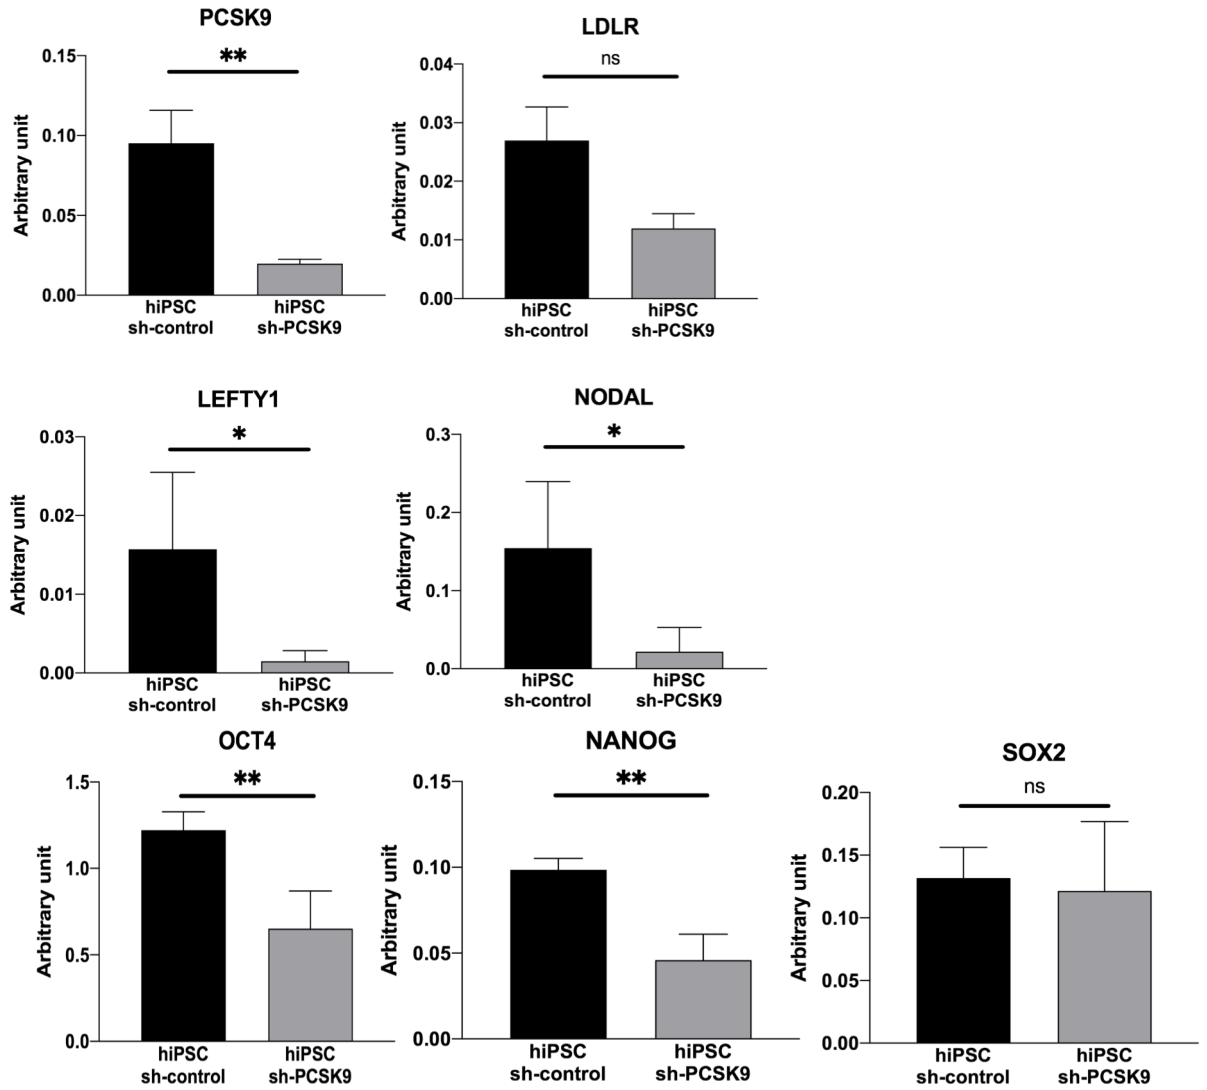 PCSK9
**
0.15
0.10
0.05
0.00
Arbitrary unit
hiPSC
sh-control
hiPSC
sh-PCSK9
LDLR
ns
0.04
0.03
0.02
0.01
0.00
Arbitrary unit
hiPSC
sh-control
hiPSC
sh-PCSK9
LEFTY1
*
0.03
0.02
0.01
0.00
Arbitrary unit
hiPSC
sh-control
hiPSC
sh-PCSK9
NODAL
*
0.3
0.2
0.1
0.0
Arbitrary unit
hiPSC
sh-control
hiPSC
sh-PCSK9
OCT4
**
1.5
1.0
0.5
0.0
Arbitrary unit
hiPSC
sh-control
hiPSC
sh-PCSK9
NANOG
**
0.15
0.10
0.05
0.00
Arbitrary unit
hiPSC
sh-control
hiPSC
sh-PCSK9
SOX2
ns
0.20
0.15
0.10
0.05
0.00
Arbitrary unit
hiPSC
sh-control
hiPSC
sh-PCSK9